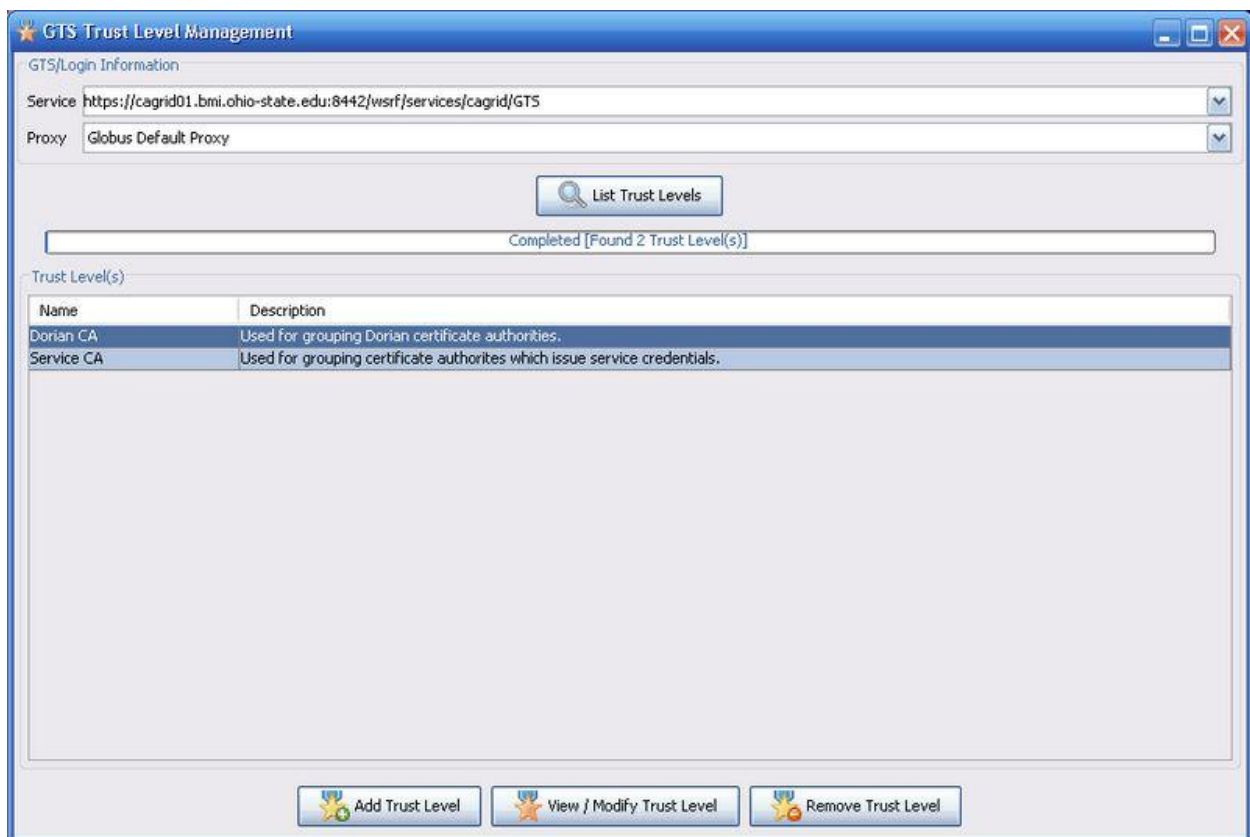 GTS Trust Level Management
GTS/Login Information
Service https://cagrid01.bmi.ohio-state.edu:8442/wsrf/services/cagrid/GTS
Proxy Globus Default Proxy
List Trust Levels
Completed [Found 2 Trust Level(s)]
Trust Level(s)
Name Description
Dorian CA Used for grouping Dorian certificate authorities.
Service CA Used for grouping certificate authorites which issue service credentials.
Add Trust Level View / Modify Trust Level Remove Trust Level